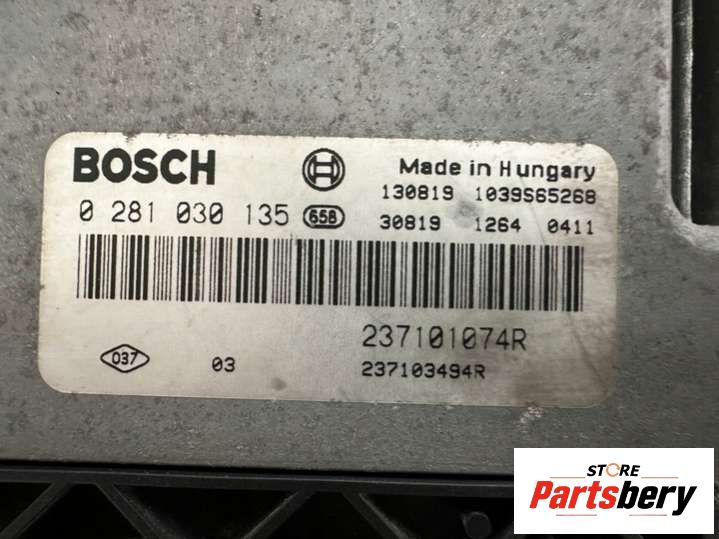 BOSCH
Made in Hungary
130819 1039S65268
0 281 030 135 658
30819 1264 0411
237101074R
037 03
237103494R
STORE
Partsbery